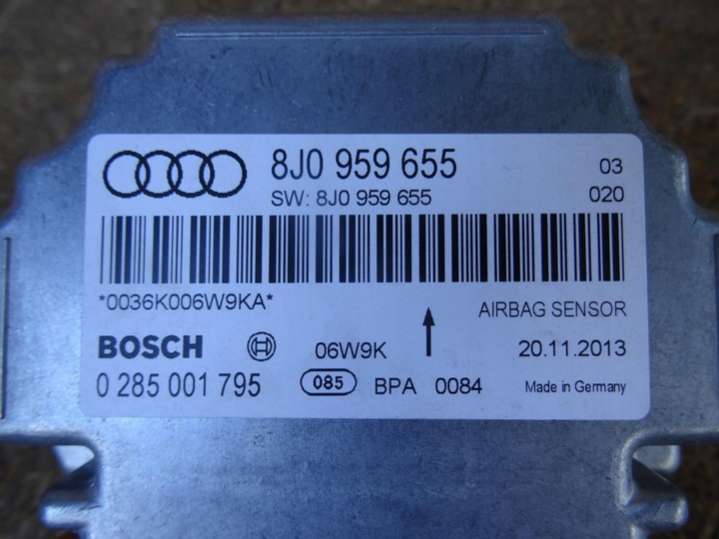 8J0 959 655 03
SW: 8J0 959 655 020
*0036K006W9KA* AIRBAG SENSOR
BOSCH 06W9K 20.11.2013
0 285 001 795 085 BPA 0084 Made in Germany